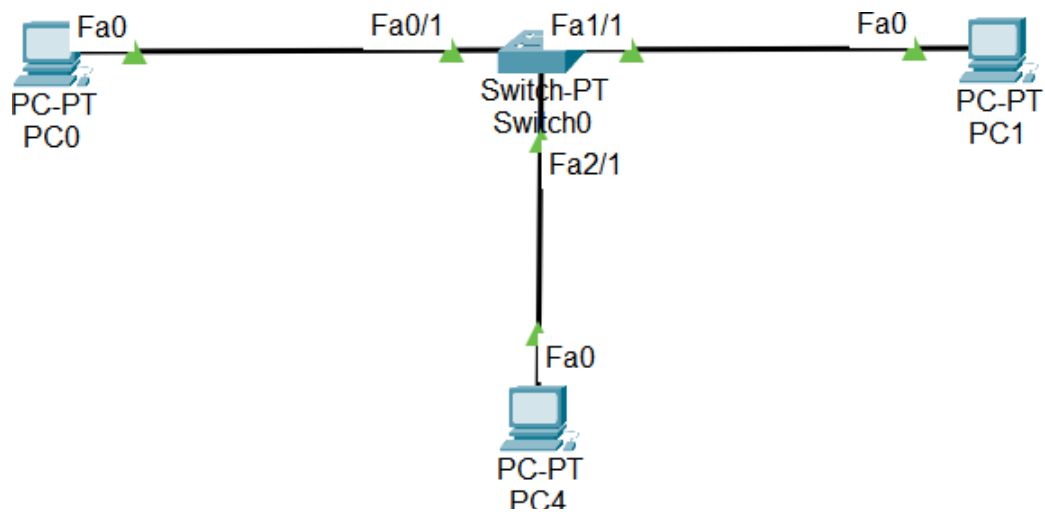 Fa0
Fa0/1
Fa1/1
Fa0
PC-PT
PC0
Switch-PT
Switch0
PC-PT
PC1
Fa2/1
Fa0
PC-PT
PC4